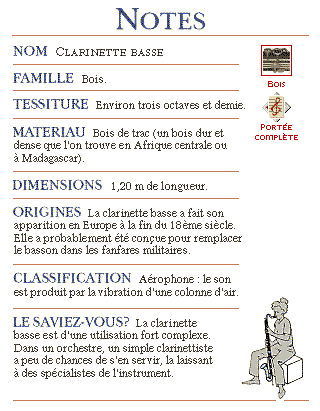 NOTES
NOM CLARINETTE BASSE
FAMILLE Bois.
TESSITURE Environ trois octaves et demie.
MATERIAU Bois de trac (un bois dur et
dense que l'on trouve en Afrique centrale ou
à Madagascar).
DIMENSIONS 1,20 m de longueur.
ORIGINES La clarinette basse a fait son
apparition en Europe à la fin du 18ème siècle.
Elle a probablement été conçue pour remplacer
le basson dans les fanfares militaires.
CLASSIFICATION Aérophone : le son
est produit par la vibration d'une colonne d'air.
LE SAVIEZ-VOUS? La clarinette
basse est d'une utilisation fort complexe.
Dans un orchestre, un simple clarinettiste
a peu de chances de s'en servir, la laissant
à des spécialistes de l'instrument.
BOIS
PORTÉE
COMPLÈTE